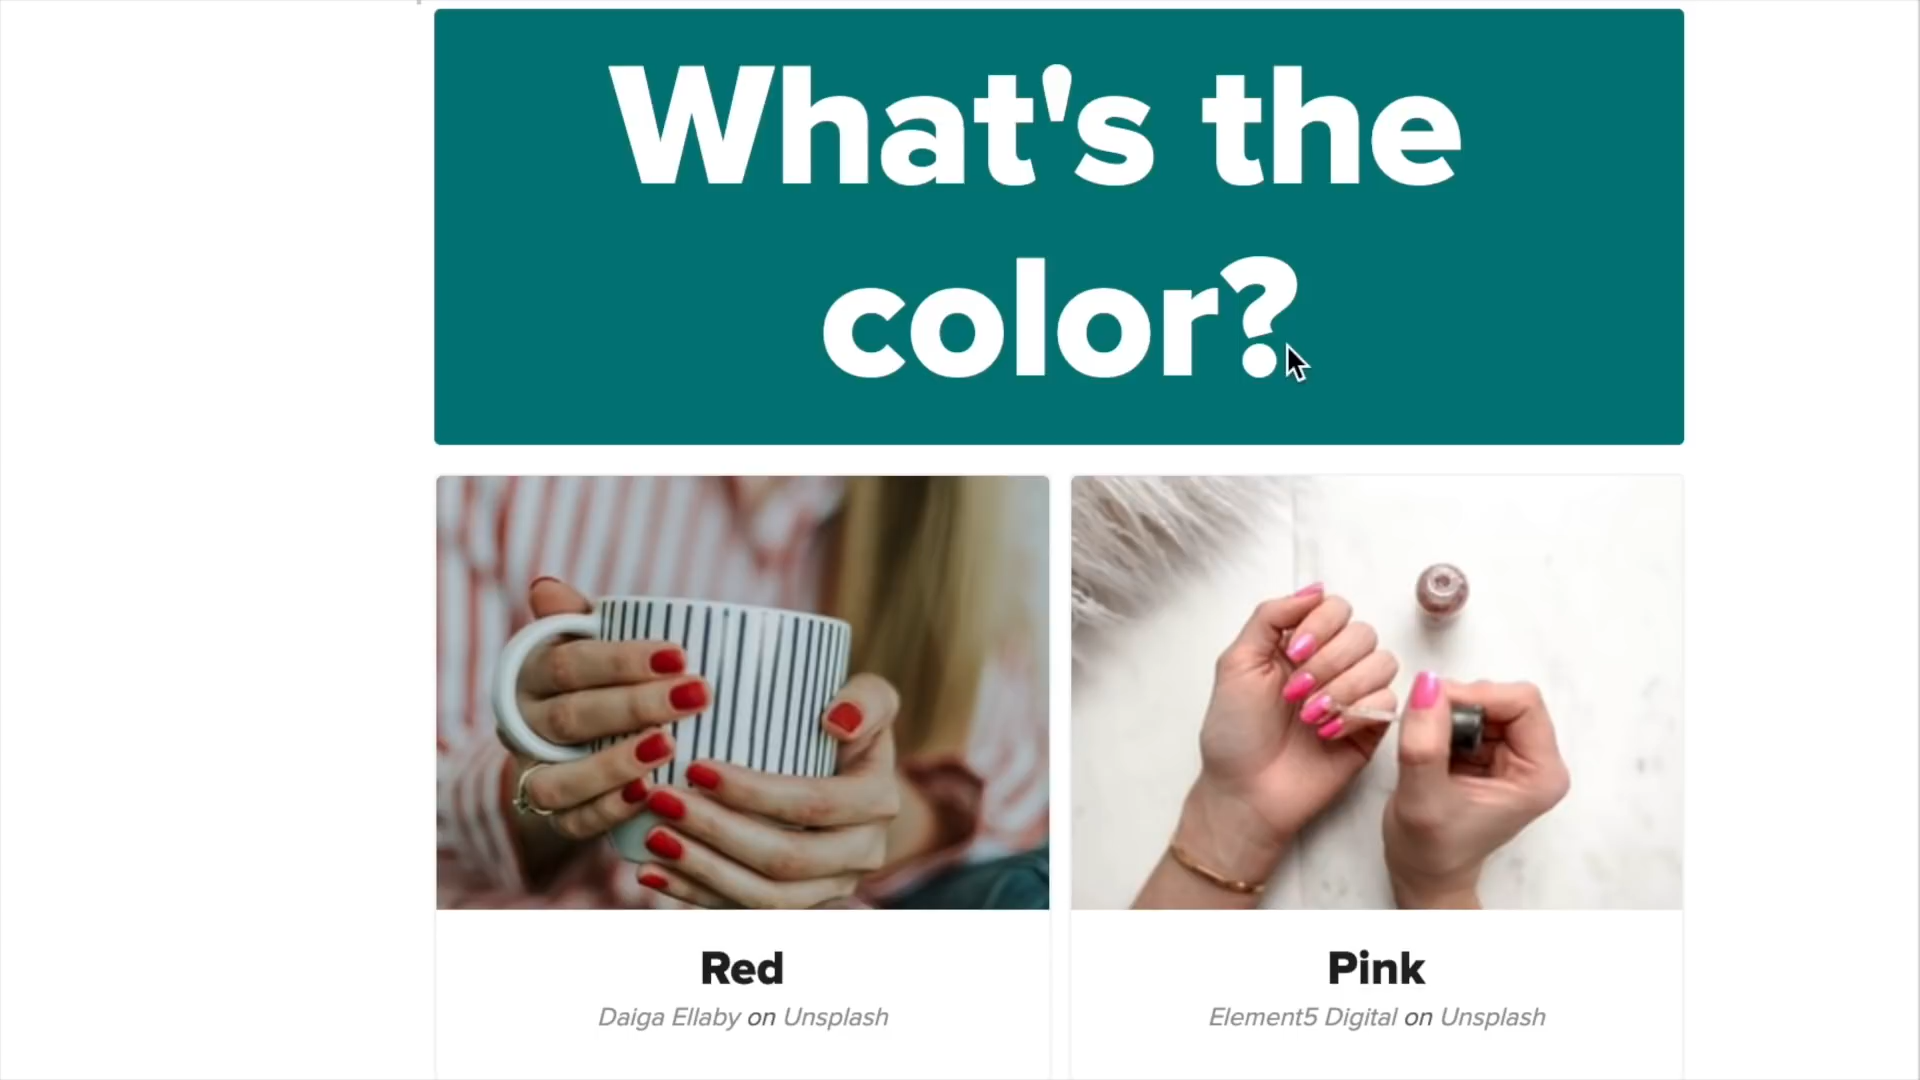 What's the
color?
Red
Pink
Daiga Ellaby on Unsplash
Element5 Digital on Unsplash